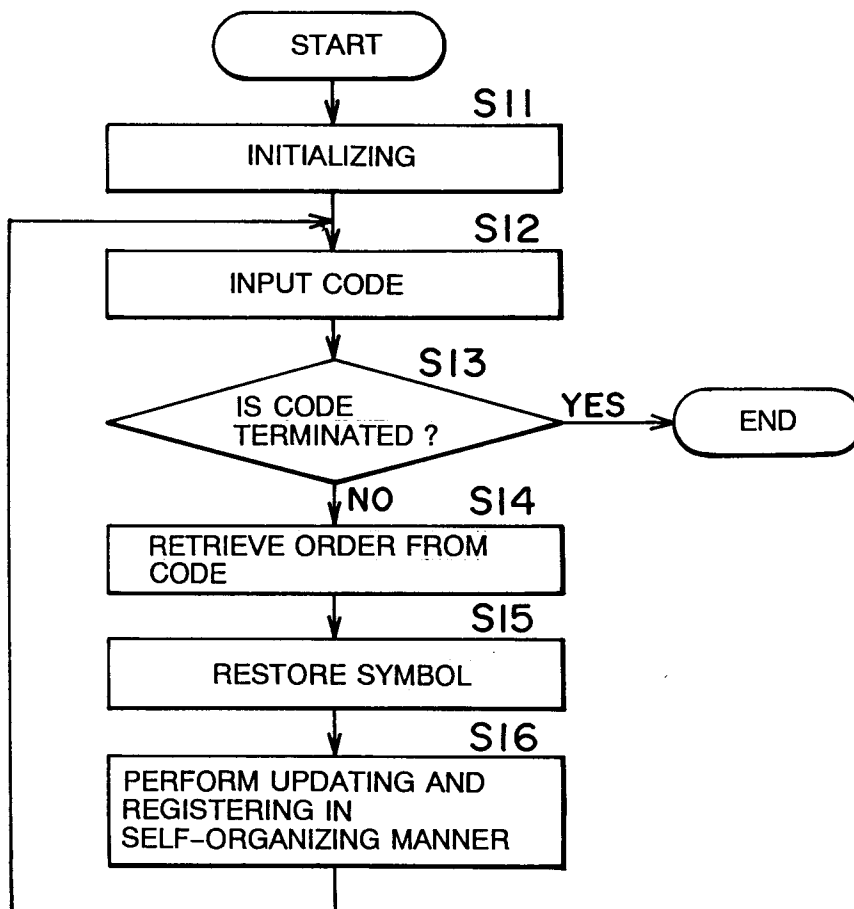 START
S11
INITIALIZING
S12
INPUT CODE
S13
IS CODE
TERMINATED ?
YES
END
NO
S14
RETRIEVE ORDER FROM
CODE
S15
RESTORE SYMBOL
S16
PERFORM UPDATING AND
REGISTERING IN
SELF-ORGANIZING MANNER